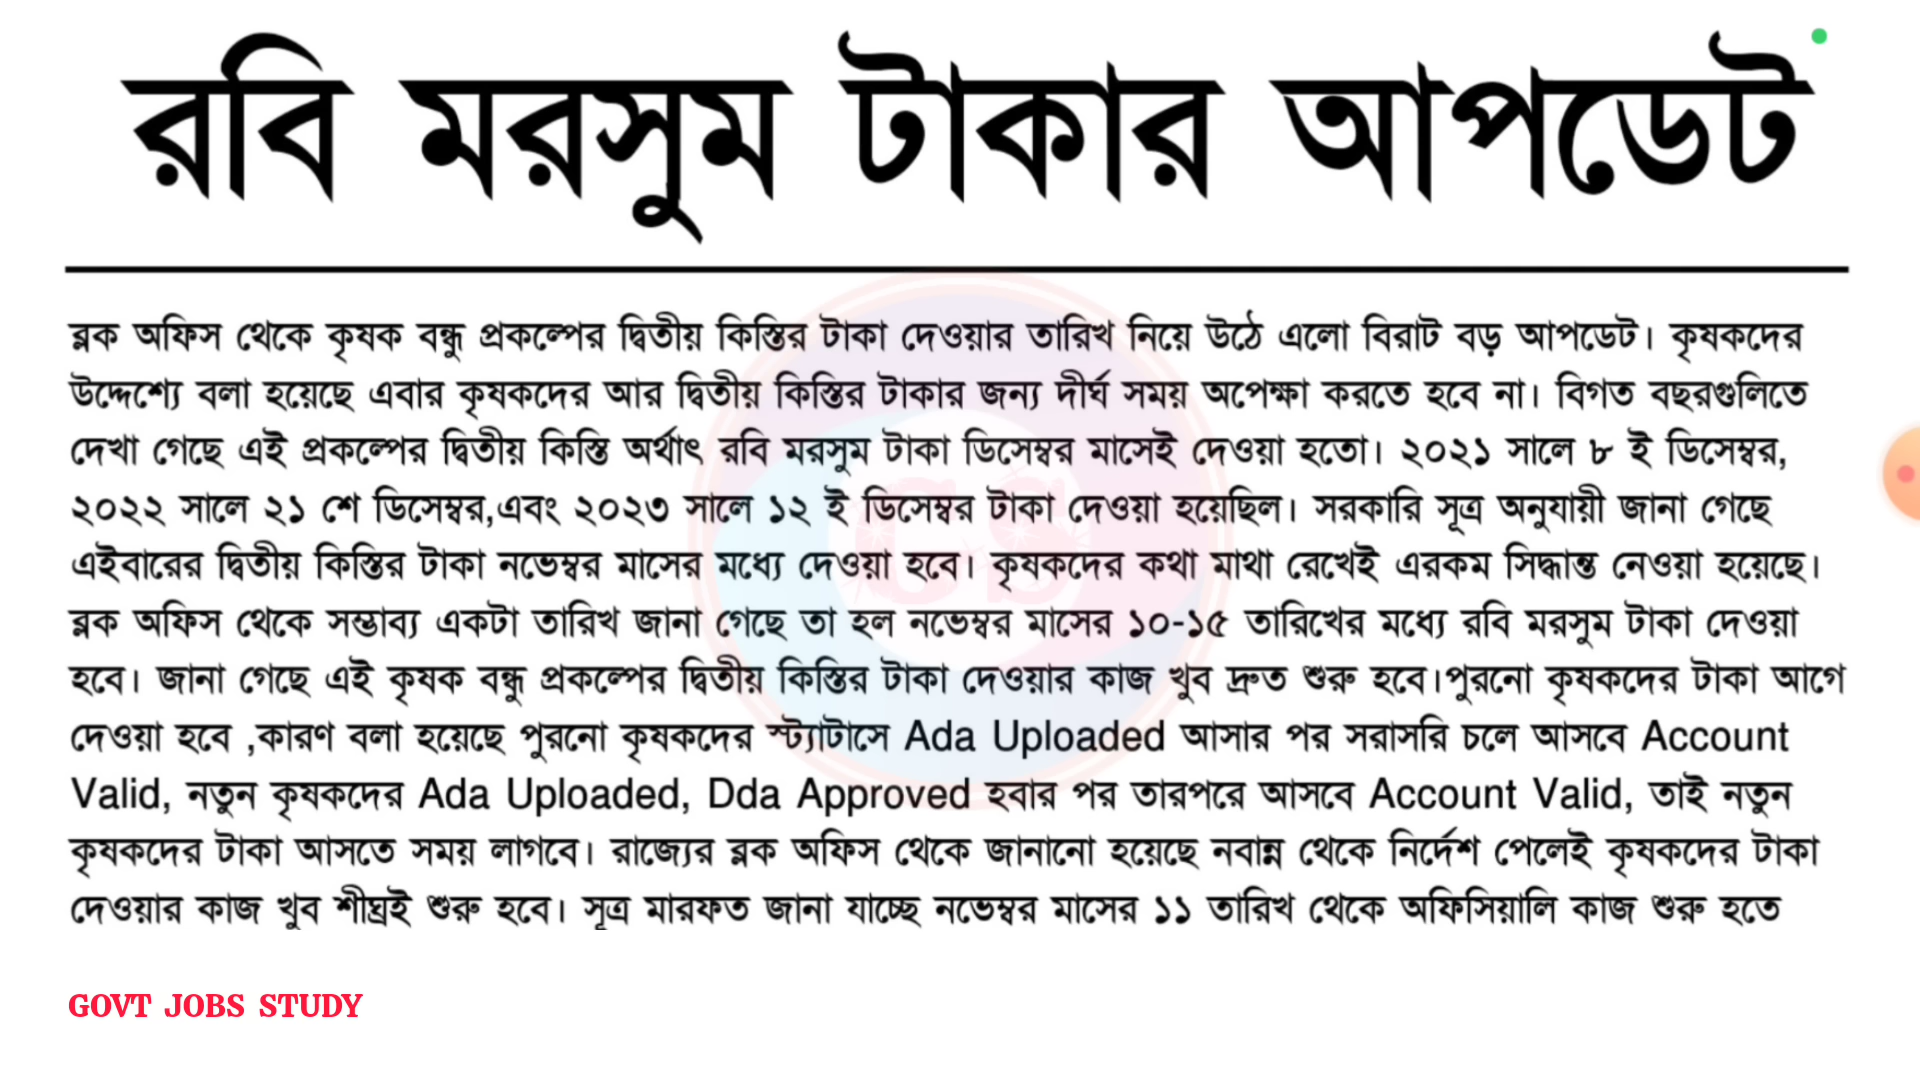 রবি মরসুম টাকার আপডেট
ব্লক অফিস থেকে কৃষক বন্ধু প্রকল্পের দ্বিতীয় কিস্তির টাকা দেওয়ার তারিখ নিয়ে উঠে এলো বিরাট বড় আপডেট। কৃষকদের
উদ্দেশ্যে বলা হয়েছে এবার কৃষকদের আর দ্বিতীয় কিস্তির টাকার জন্য দীর্ঘ সময় অপেক্ষা করতে হবে না। বিগত বছরগুলিতে
দেখা গেছে এই প্রকল্পের দ্বিতীয় কিস্তি অর্থাৎ রবি মরসুম টাকা ডিসেম্বর মাসেই দেওয়া হতো। ২০২১ সালে ৮ ই ডিসেম্বর,
২০২২ সালে ২১ শে ডিসেম্বর,এবং ২০২৩ সালে ১২ ই ডিসেম্বর টাকা দেওয়া হয়েছিল। সরকারি সূত্র অনুযায়ী জানা গেছে
এইবারের দ্বিতীয় কিস্তির টাকা নভেম্বর মাসের মধ্যে দেওয়া হবে। কৃষকদের কথা মাথা রেখেই এরকম সিদ্ধান্ত নেওয়া হয়েছে।
ব্লক অফিস থেকে সম্ভাব্য একটা তারিখ জানা গেছে তা হল নভেম্বর মাসের ১০-১৫ তারিখের মধ্যে রবি মরসুম টাকা দেওয়া
হবে। জানা গেছে এই কৃষক বন্ধু প্রকল্পের দ্বিতীয় কিস্তির টাকা দেওয়ার কাজ খুব দ্রুত শুরু হবে।পুরনো কৃষকদের টাকা আগে
দেওয়া হবে ,কারণ বলা হয়েছে পুরনো কৃষকদের স্ট্যাটাসে Ada Uploaded আসার পর সরাসরি চলে আসবে Account
Valid, নতুন কৃষকদের Ada Uploaded, Dda Approved হবার পর তারপরে আসবে Account Valid, তাই নতুন
কৃষকদের টাকা আসতে সময় লাগবে। রাজ্যের ব্লক অফিস থেকে জানানো হয়েছে নবান্ন থেকে নির্দেশ পেলেই কৃষকদের টাকা
দেওয়ার কাজ খুব শীঘ্রই শুরু হবে। সূত্র মারফত জানা যাচ্ছে নভেম্বর মাসের ১১ তারিখ থেকে অফিসিয়ালি কাজ শুরু হতে
GOVT JOBS STUDY